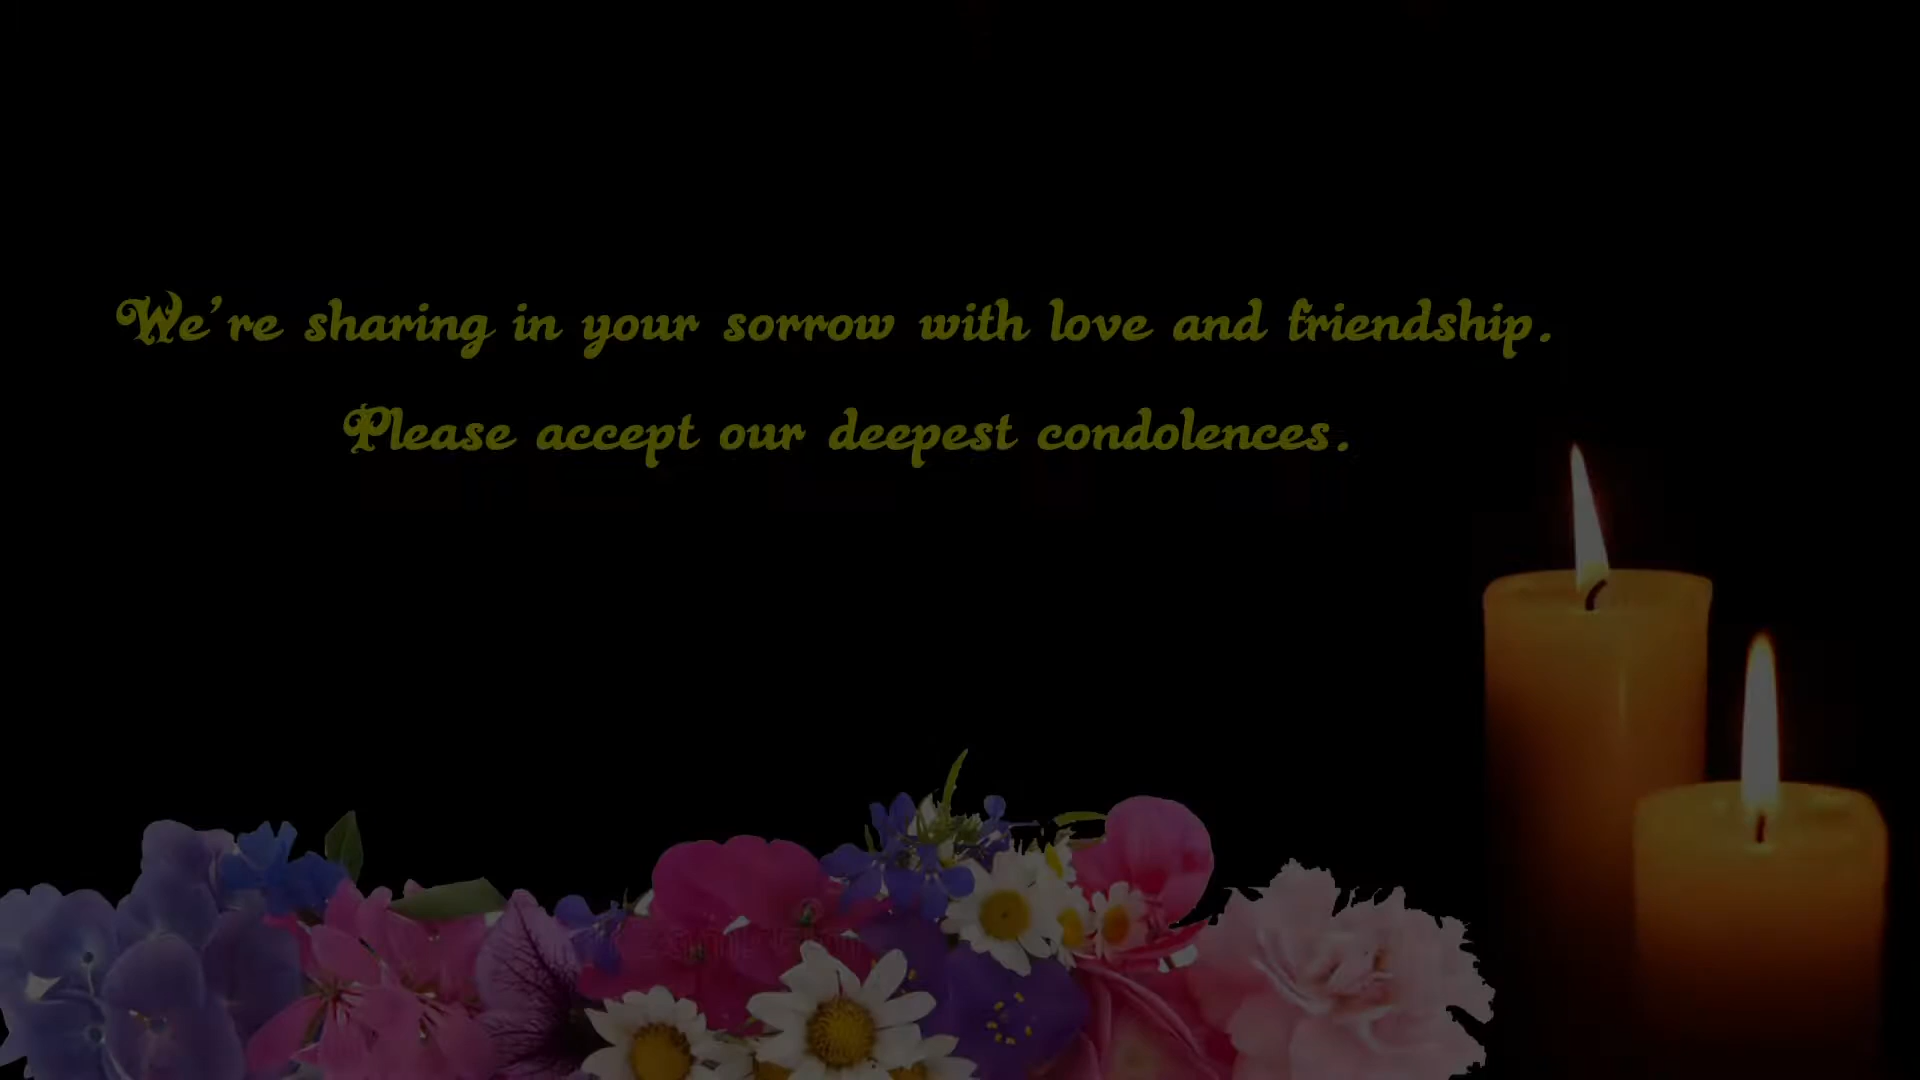 We're sharing in your sorrow with love and friendship.
Please accept our deepest condolences.